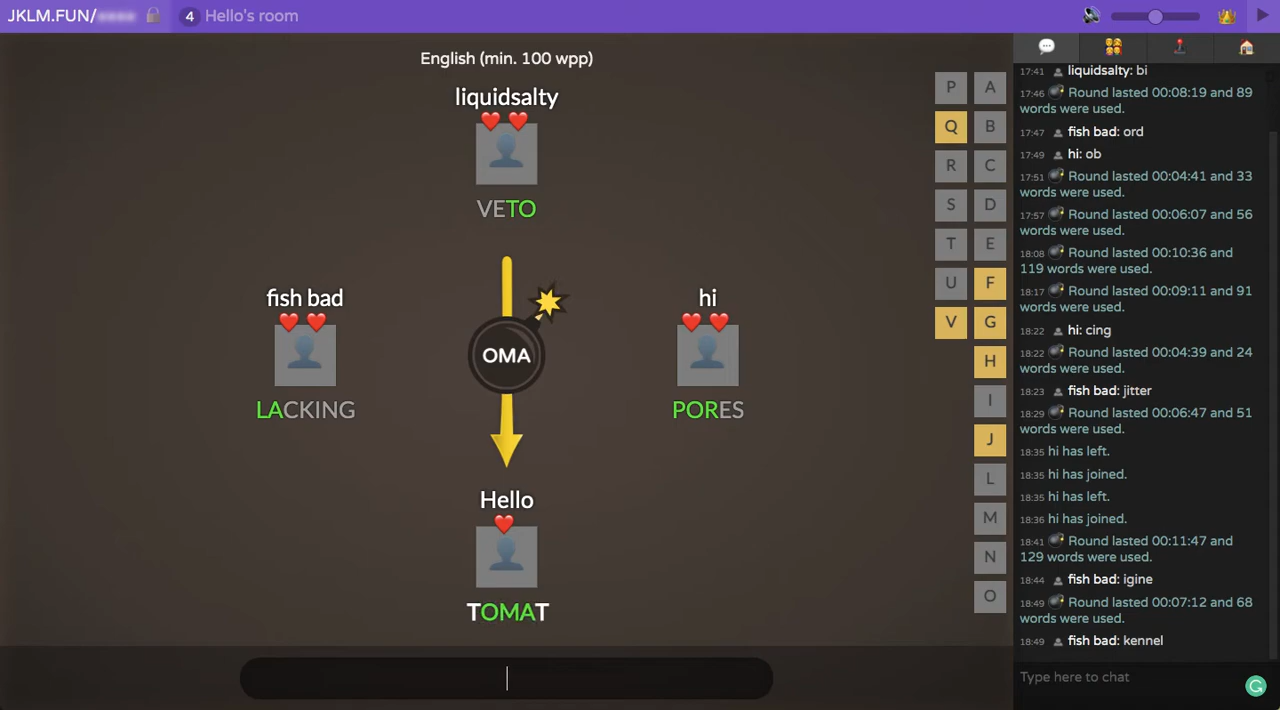 JKLM.FUN/
4 Hello's room
English (min. 100 wpp)
liquidsalty
VETO
fish bad
LACKING
OMA
hi
PORES
Hello
TOMAT
P A
Q B
R C
S D
T E
U F
V G
H
I
J
L
M
N
O
17:41 liquidsalty: bi
17:46 Round lasted 00:08:19 and 89
words were used.
17:47 fish bad: ord
17:49 hi: ob
17:51 Round lasted 00:04:41 and 33
words were used.
17:57 Round lasted 00:06:07 and 56
words were used.
18:08 Round lasted 00:10:36 and
119 words were used.
18:17 Round lasted 00:09:11 and 91
words were used.
18:22 hi: cing
18:22 Round lasted 00:04:39 and 24
words were used.
18:23 fish bad: jitter
18:29 Round lasted 00:06:47 and 51
words were used.
18:35 hi has left.
18:35 hi has joined.
18:35 hi has left.
18:36 hi has joined.
18:41 Round lasted 00:11:47 and
129 words were used.
18:44 fish bad: igine
18:49 Round lasted 00:07:12 and 68
words were used.
18:49 fish bad: kennel
Type here to chat